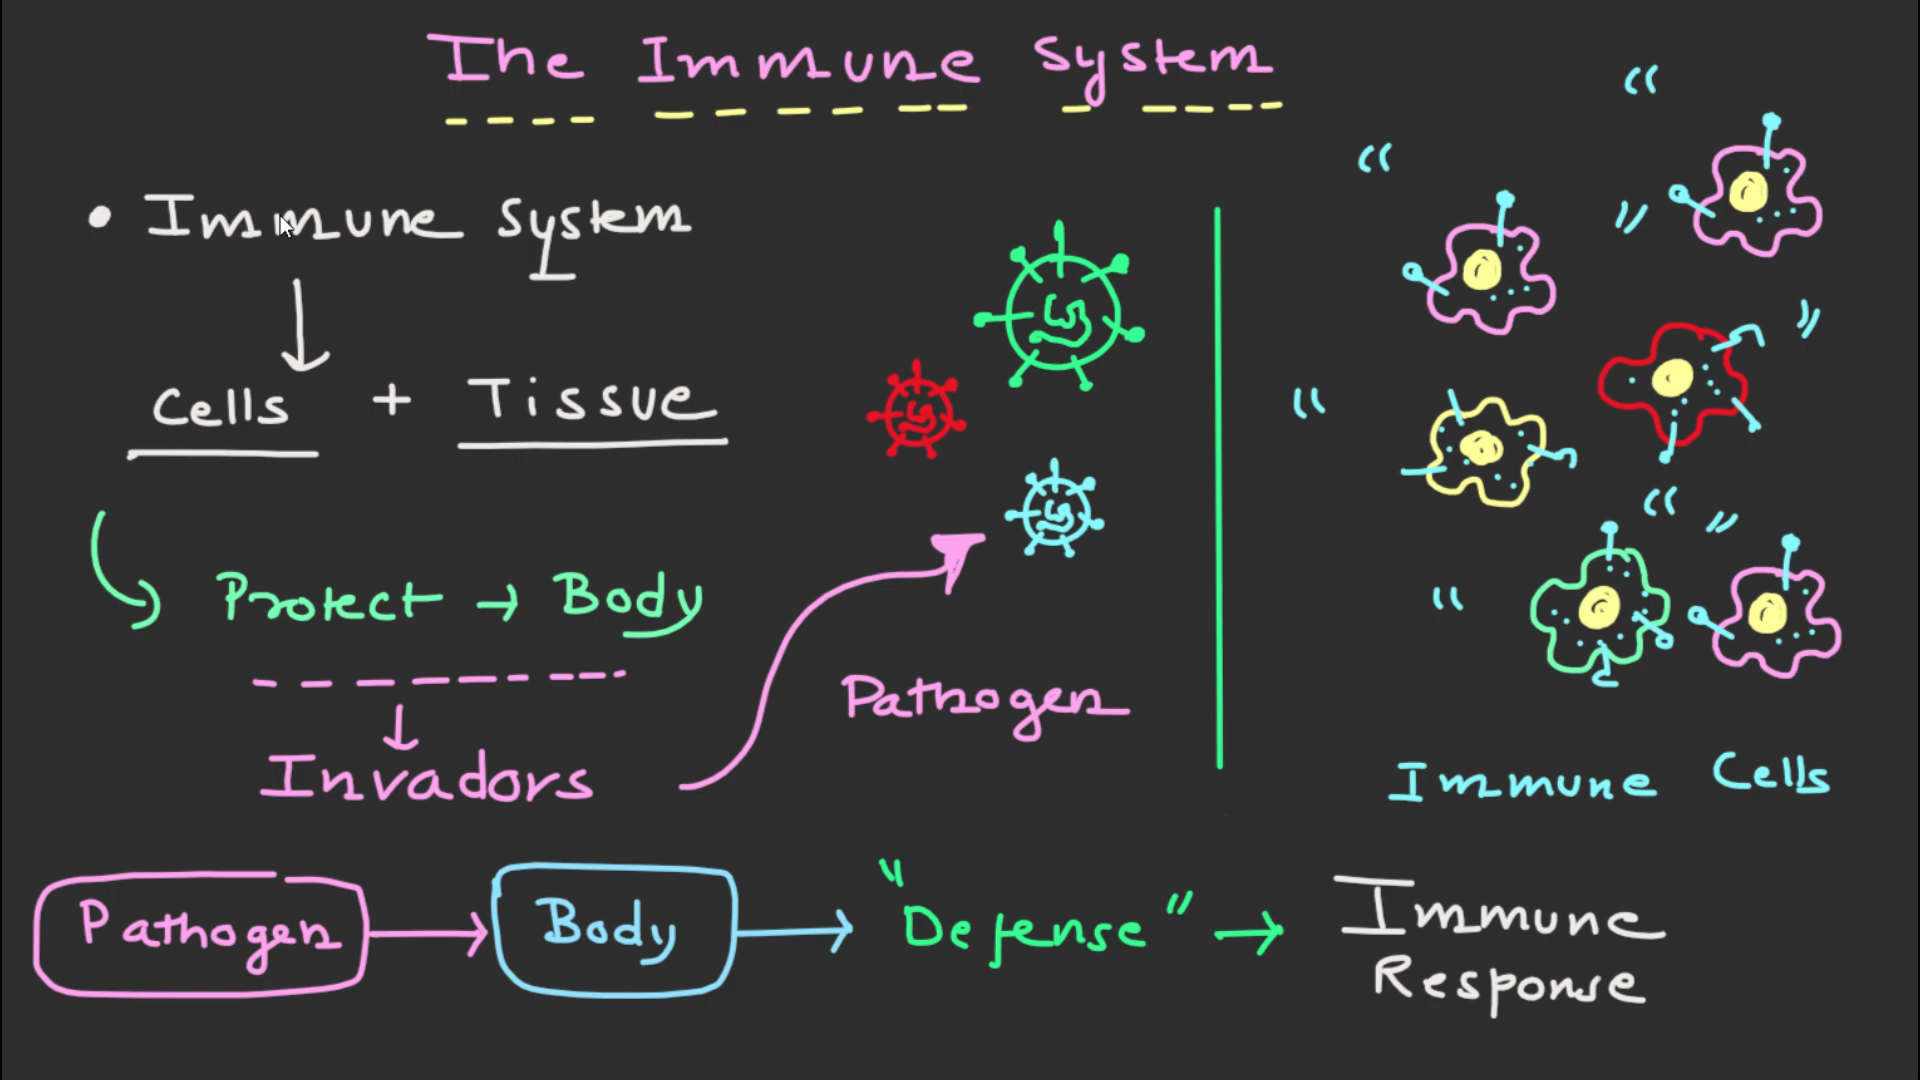 The Immune System
• Immune System
Cells + Tissue
Protect → Body
Invadors
Pathogen
Immune Cells
Pathogen → Body → "Defense" → Immune
Response